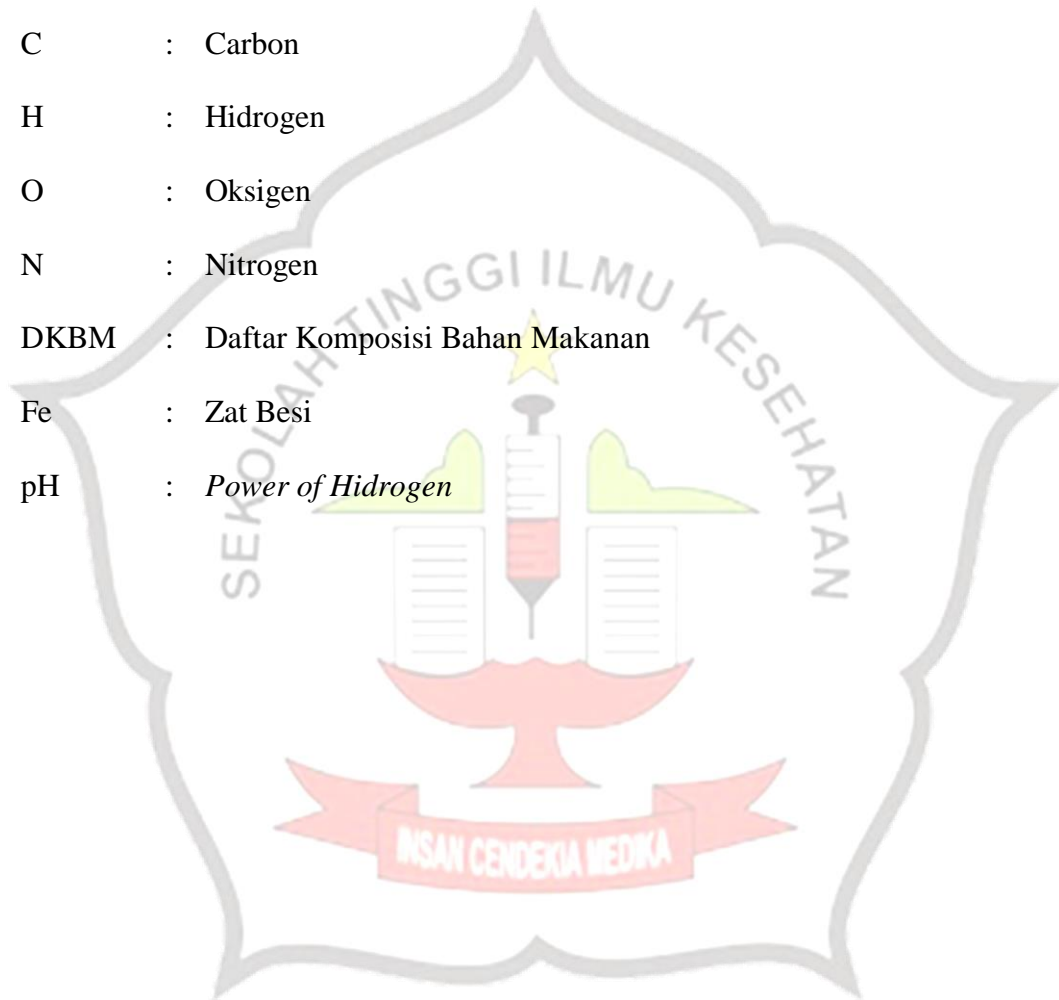 C : Carbon
H : Hidrogen
O : Oksigen
N : Nitrogen
DKBM : Daftar Komposisi Bahan Makanan
Fe : Zat Besi
pH : Power of Hidrogen
SEKOLAH TINGGI ILMU KESEHATAN
INSAN CENDEKIA MEDIKA